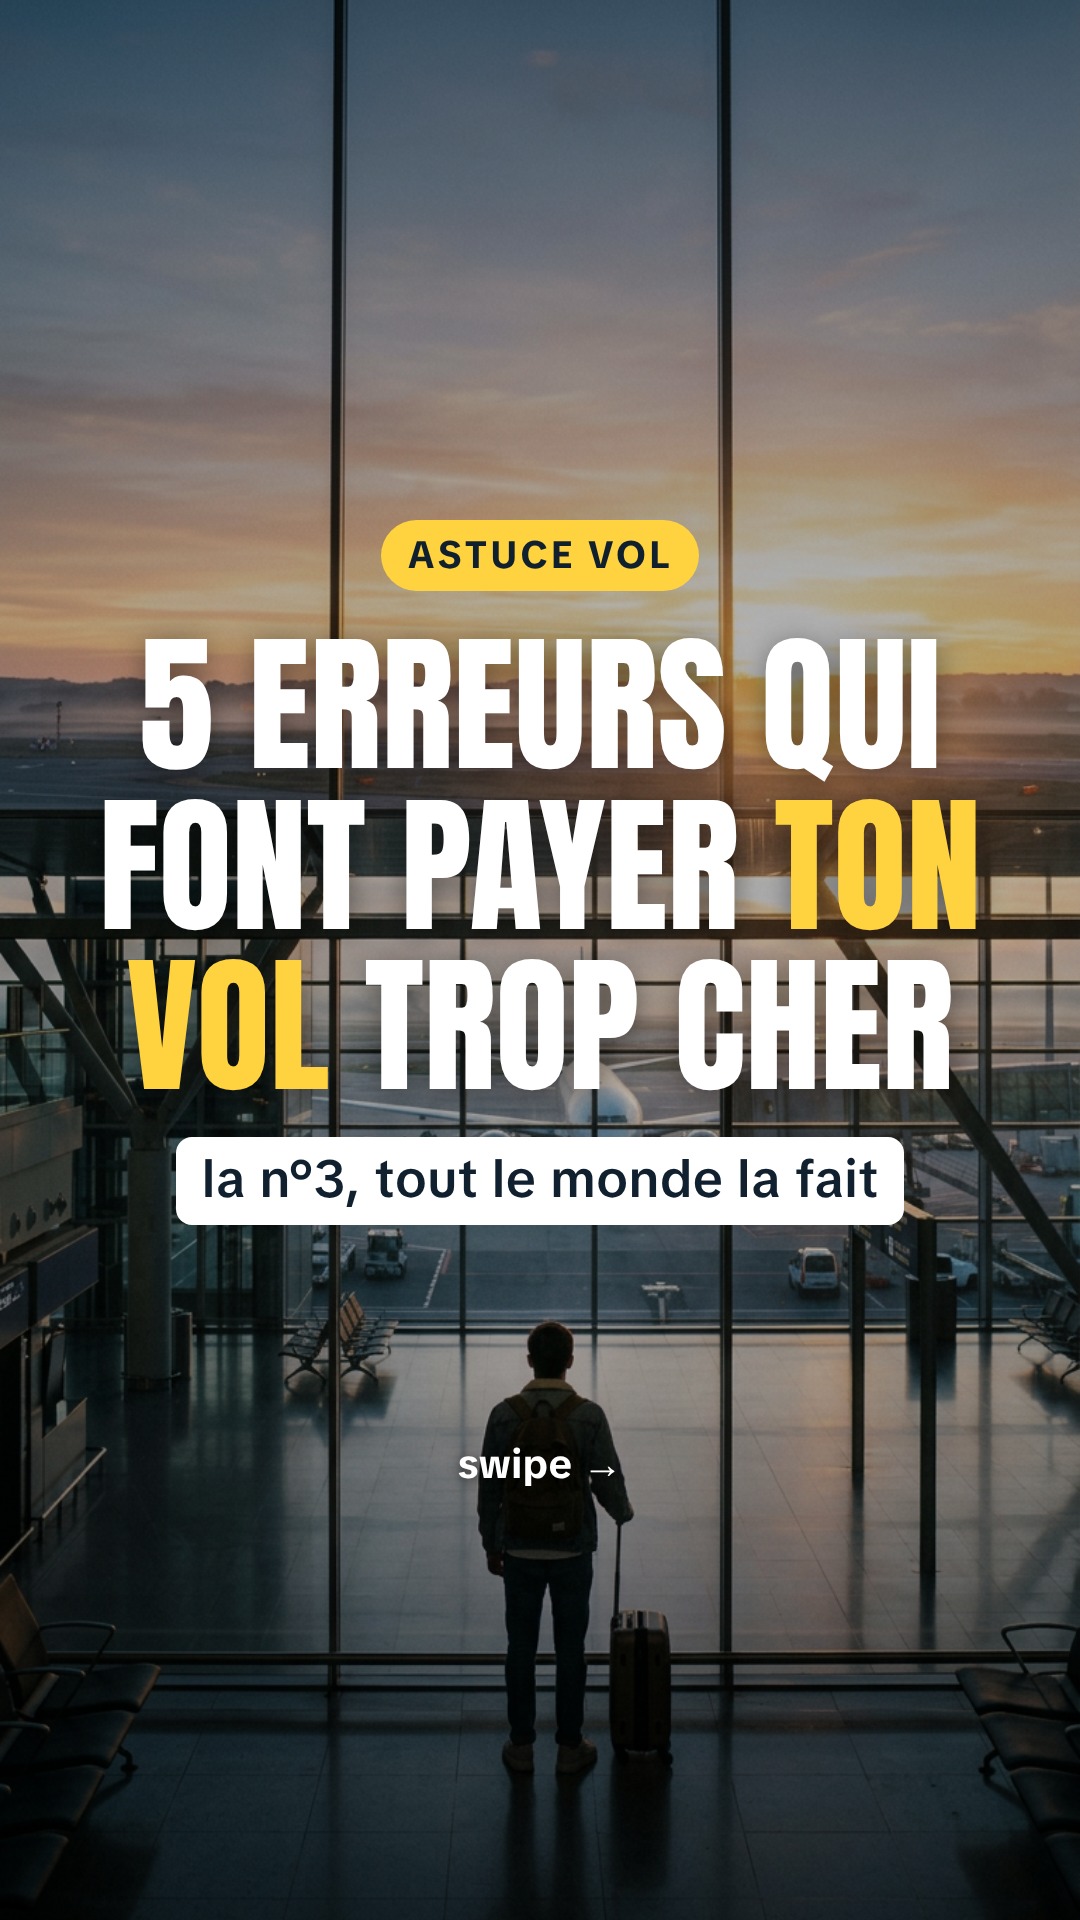 ASTUCE VOL
5 ERREURS QUI
FONT PAYER TON
VOL TROP CHER
la n°3, tout le monde la fait
swipe →